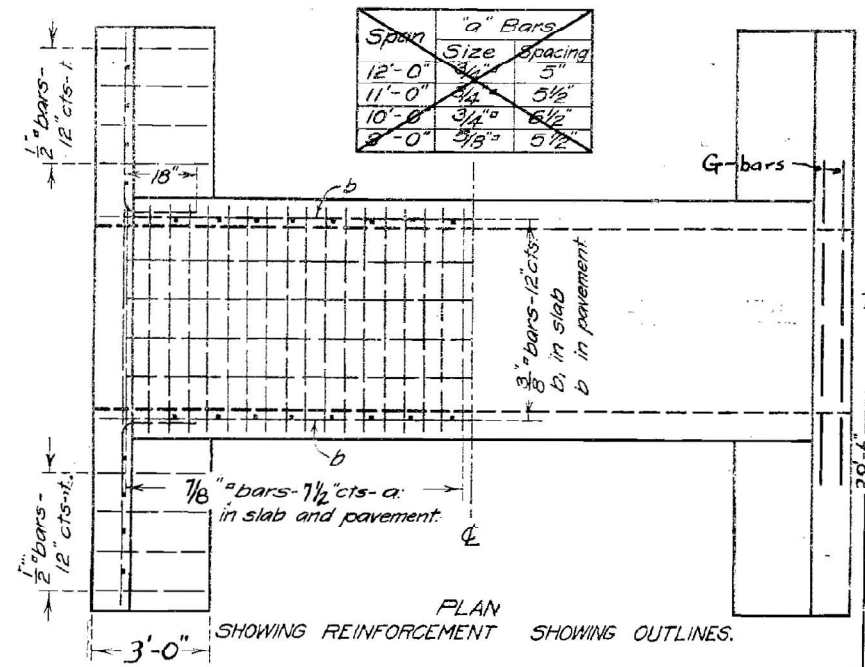 "a" Bars
Span Size Spacing
12'-0" 3/4"▫ 5"
11'-0" 3/4 5½"
10'-0" 3/4"▫ 6½"
-0" 5/8"▫ 5½"
½"▫ bars-
12" cts-t.
18"
b
G-bars
3/8"▫ bars-12"cts.
b, in slab
b in pavement
b
7/8"▫ bars-7½"cts-a.
in slab and pavement.
½"▫ bars-
12" cts-t.
℄
PLAN
SHOWING REINFORCEMENT SHOWING OUTLINES.
3'-0"